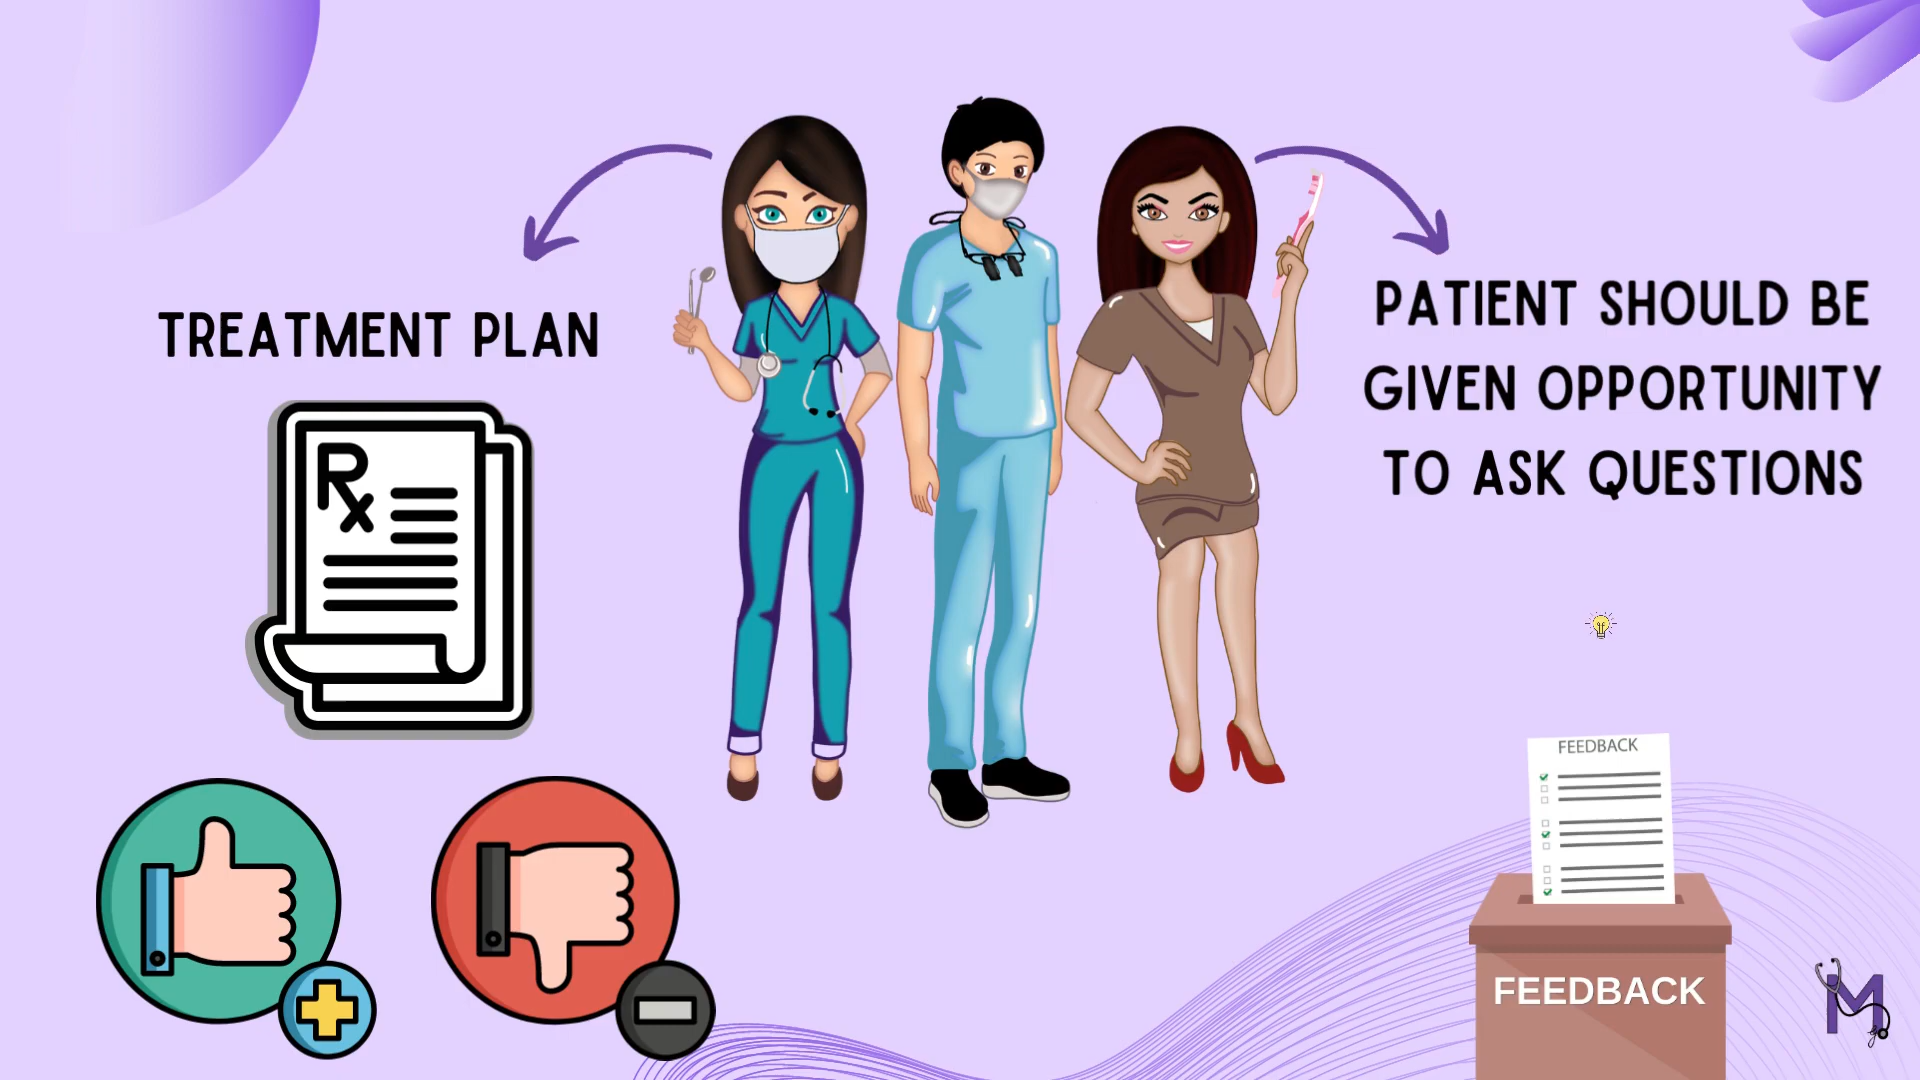 TREATMENT PLAN
Rx
PATIENT SHOULD BE
GIVEN OPPORTUNITY
TO ASK QUESTIONS
FEEDBACK
FEEDBACK
M